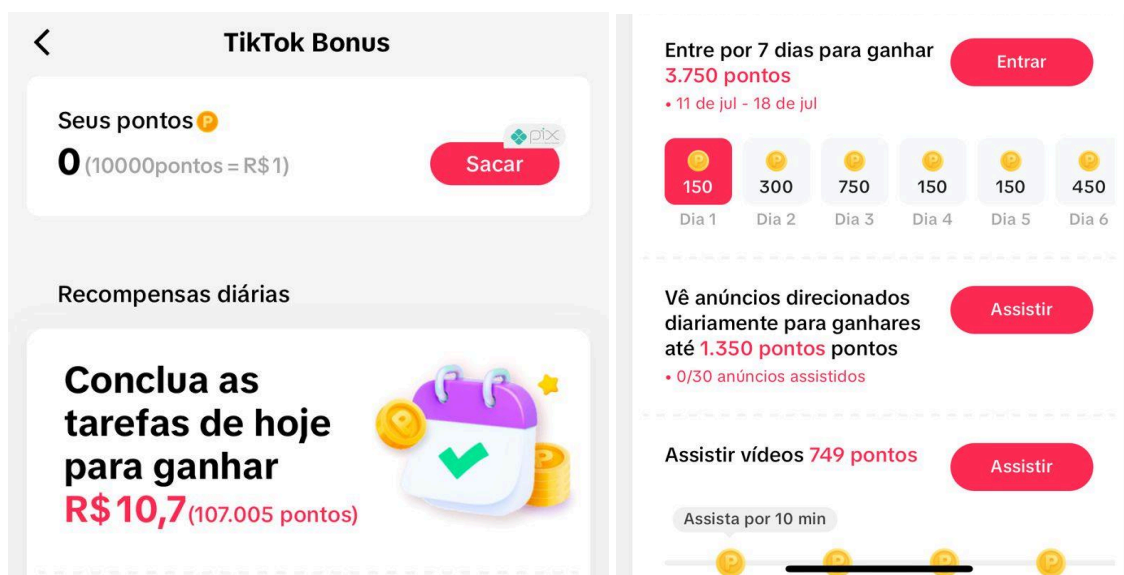 TikTok Bonus
Seus pontos
0 (10000pontos = R$1)
pix
Sacar
Recompensas diárias
Conclua as
tarefas de hoje
para ganhar
R$10,7(107.005 pontos)
Entre por 7 dias para ganhar
3.750 pontos
• 11 de jul - 18 de jul
Entrar
150 300 750 150 150 450
Dia 1 Dia 2 Dia 3 Dia 4 Dia 5 Dia 6
Vê anúncios direcionados
diariamente para ganhares
até 1.350 pontos pontos
• 0/30 anúncios assistidos
Assistir
Assistir vídeos 749 pontos
Assistir
Assista por 10 min